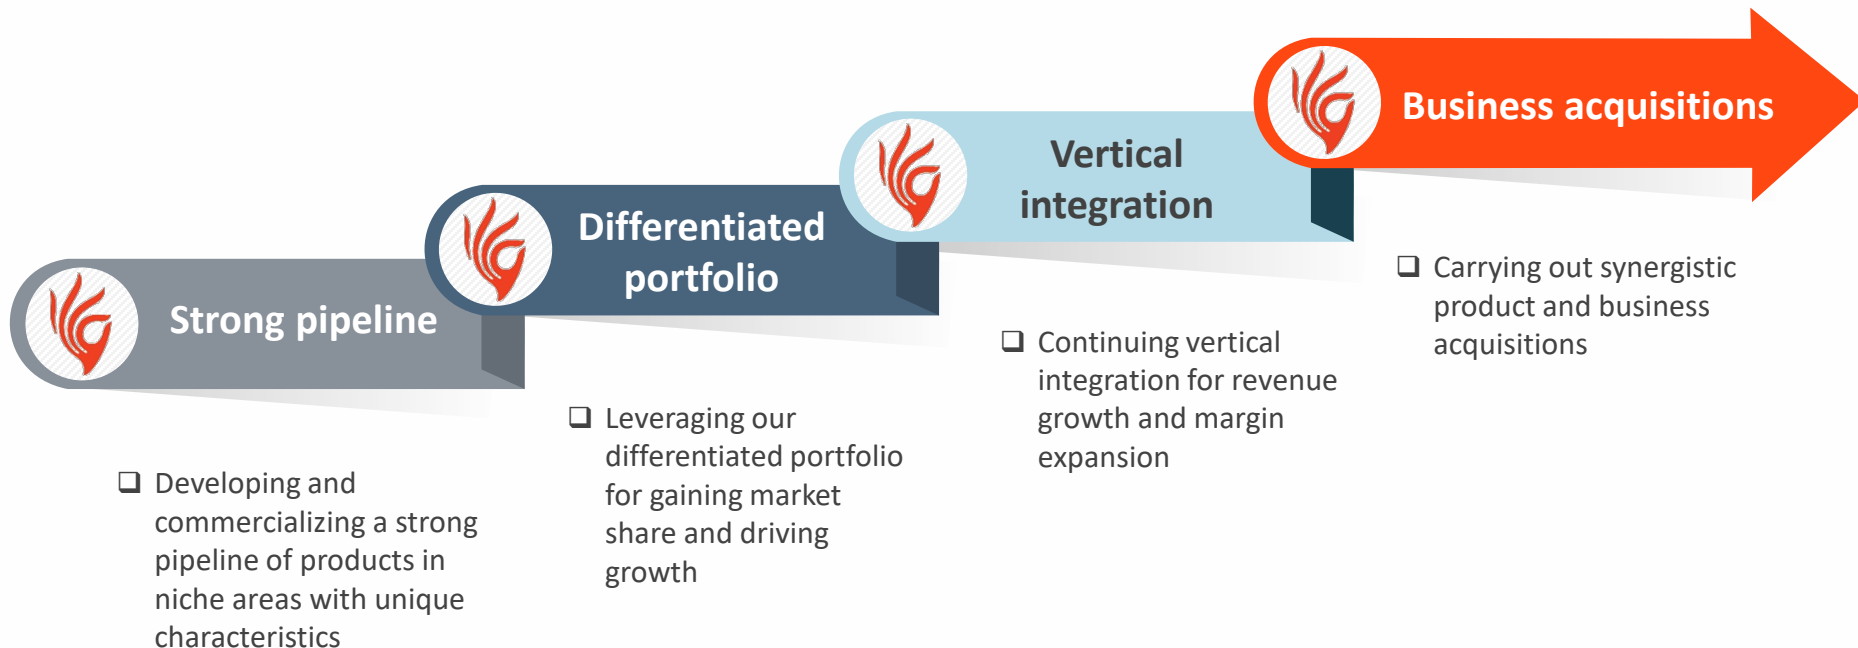 Strong pipeline
❑ Developing and
commercializing a strong
pipeline of products in
niche areas with unique
characteristics
Differentiated
portfolio
❑ Leveraging our
differentiated portfolio
for gaining market
share and driving
growth
Vertical
integration
❑ Continuing vertical
integration for revenue
growth and margin
expansion
Business acquisitions
❑ Carrying out synergistic
product and business
acquisitions